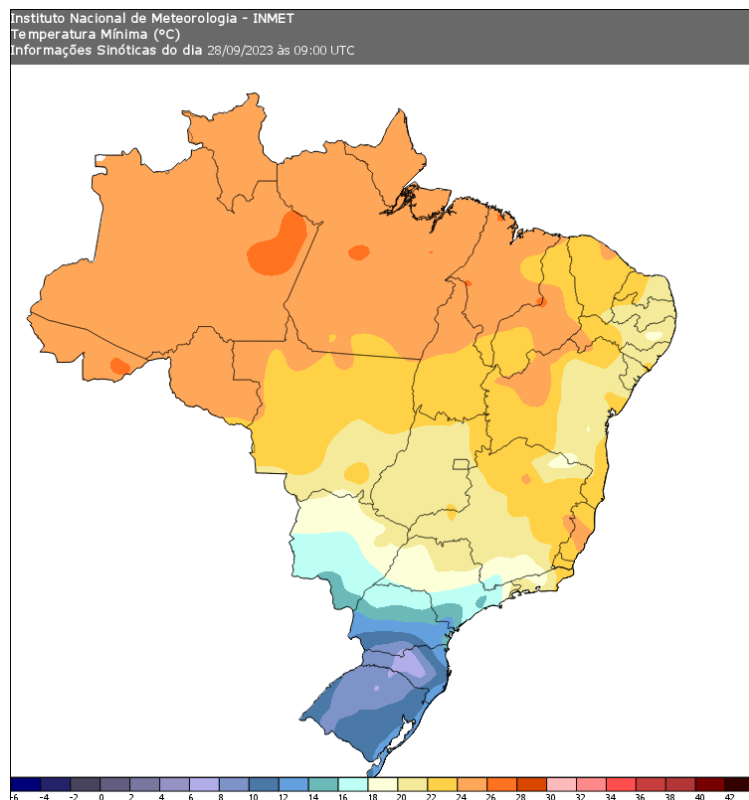 Instituto Nacional de Meteorologia - INMET
Temperatura Mínima (ºC)
Informações Sinóticas do dia 28/09/2023 às 09:00 UTC
-6 -4 -2 0 2 4 6 8 10 12 14 16 18 20 22 24 26 28 30 32 34 36 38 40 42